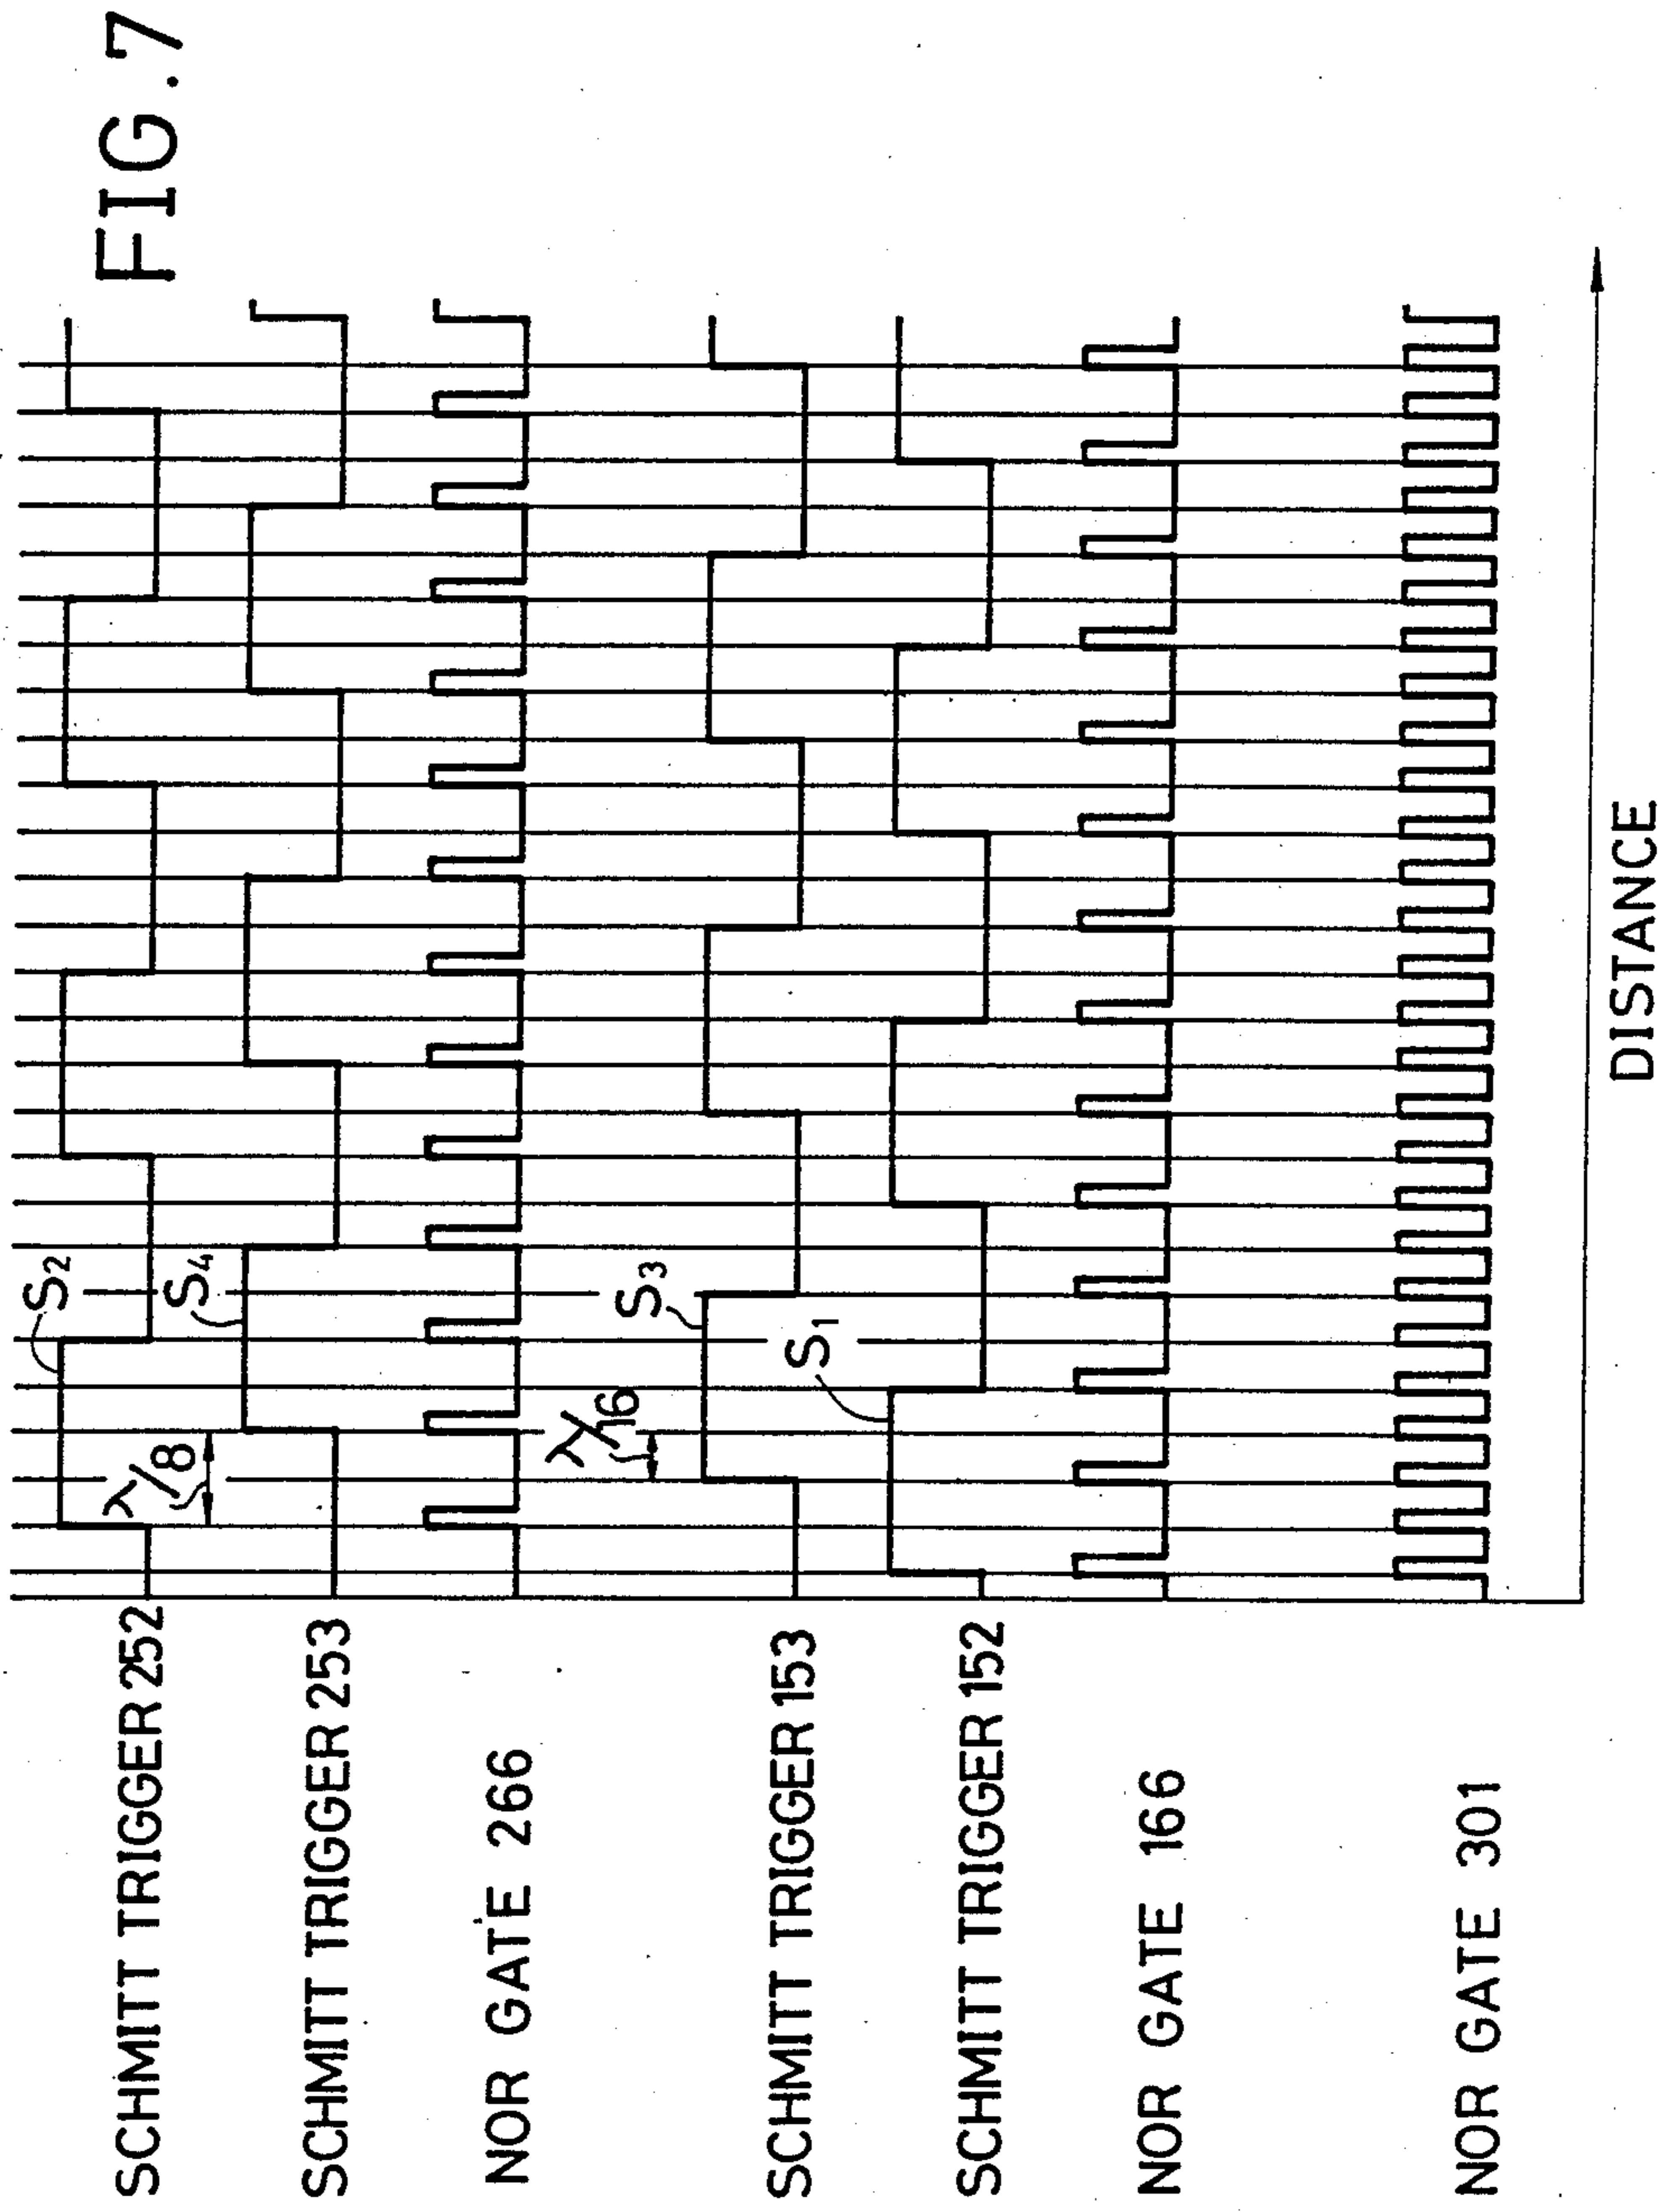 FIG.7
SCHMITT TRIGGER 252
S2
λ/8
SCHMITT TRIGGER 253
S4
NOR GATE 266
λ/16
SCHMITT TRIGGER 153
S3
SCHMITT TRIGGER 152
S1
NOR GATE 166
NOR GATE 301
DISTANCE